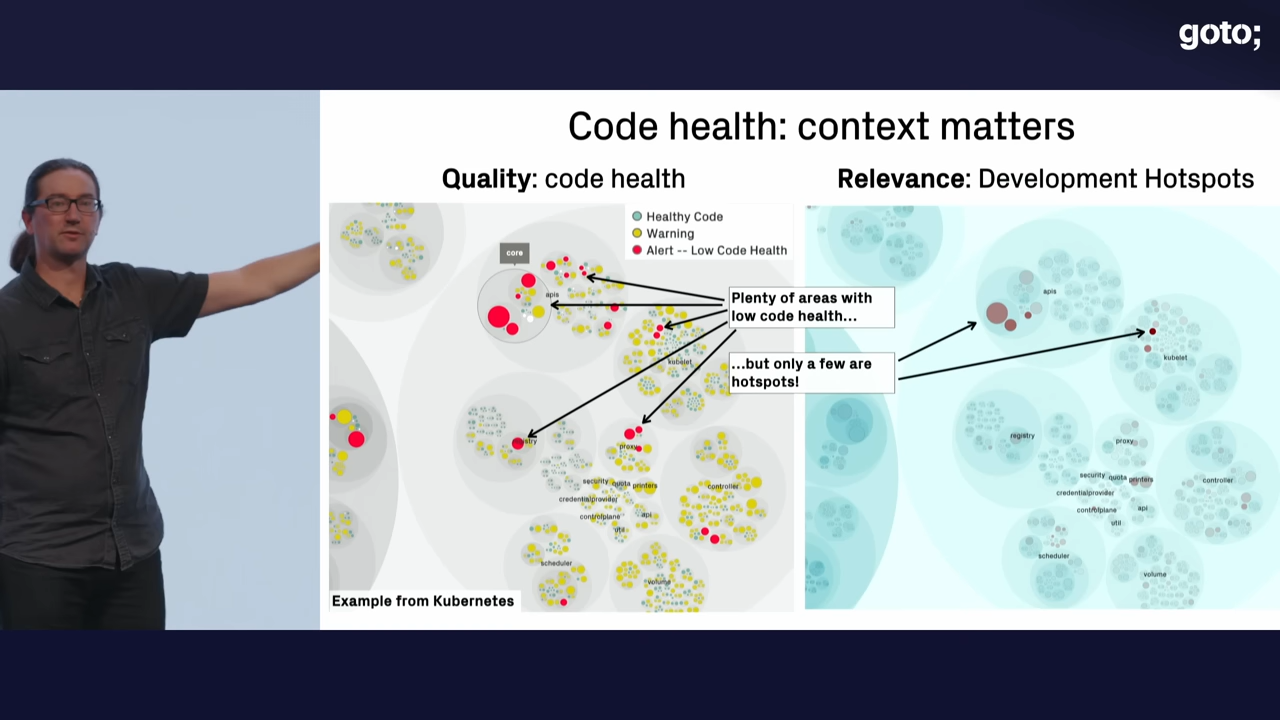 goto;
Code health: context matters
Quality: code health
Relevance: Development Hotspots
Healthy Code
Warning
Alert -- Low Code Health
core
apis
Plenty of areas with
low code health...
...but only a few are
hotspots!
kubelet
proxy
security
quota
printers
credentialprovider
controlplane
api
util
controller
scheduler
volume
Example from Kubernetes
apis
kubelet
registry
proxy
security
quota
printers
credentialprovider
controlplane
api
util
controller
scheduler
volume